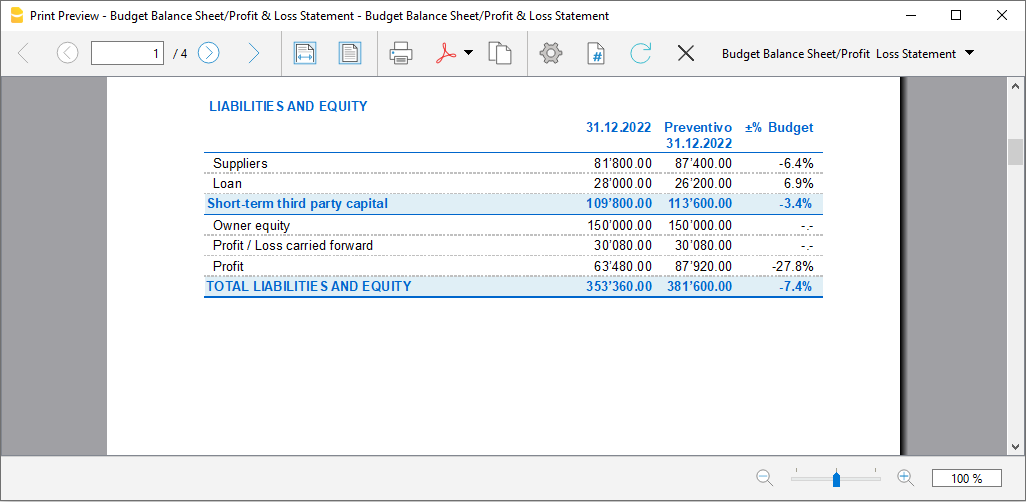 Print Preview - Budget Balance Sheet/Profit & Loss Statement - Budget Balance Sheet/Profit & Loss Statement
1 / 4 # Budget Balance Sheet/Profit Loss Statement
LIABILITIES AND EQUITY
31.12.2022 Preventivo ±% Budget
31.12.2022
Suppliers 81'800.00 87'400.00 -6.4%
Loan 28'000.00 26'200.00 6.9%
Short-term third party capital 109'800.00 113'600.00 -3.4%
Owner equity 150'000.00 150'000.00 -.-
Profit / Loss carried forward 30'080.00 30'080.00 -.-
Profit 63'480.00 87'920.00 -27.8%
TOTAL LIABILITIES AND EQUITY 353'360.00 381'600.00 -7.4%
100 %